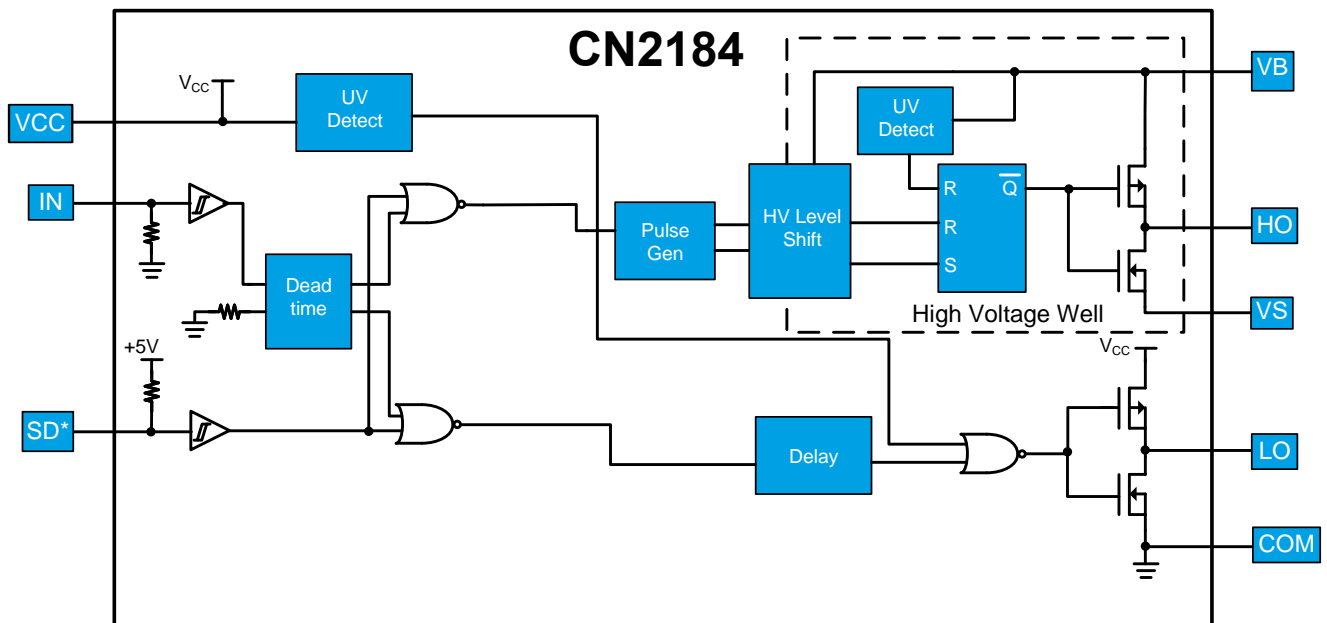 CN2184
VCC
VCC
UV
Detect
VB
UV
Detect
IN
R
Q
HV Level
Shift
Pulse
Gen
R
HO
S
Dead
time
High Voltage Well
VS
+5V
VCC
SD*
Delay
LO
COM